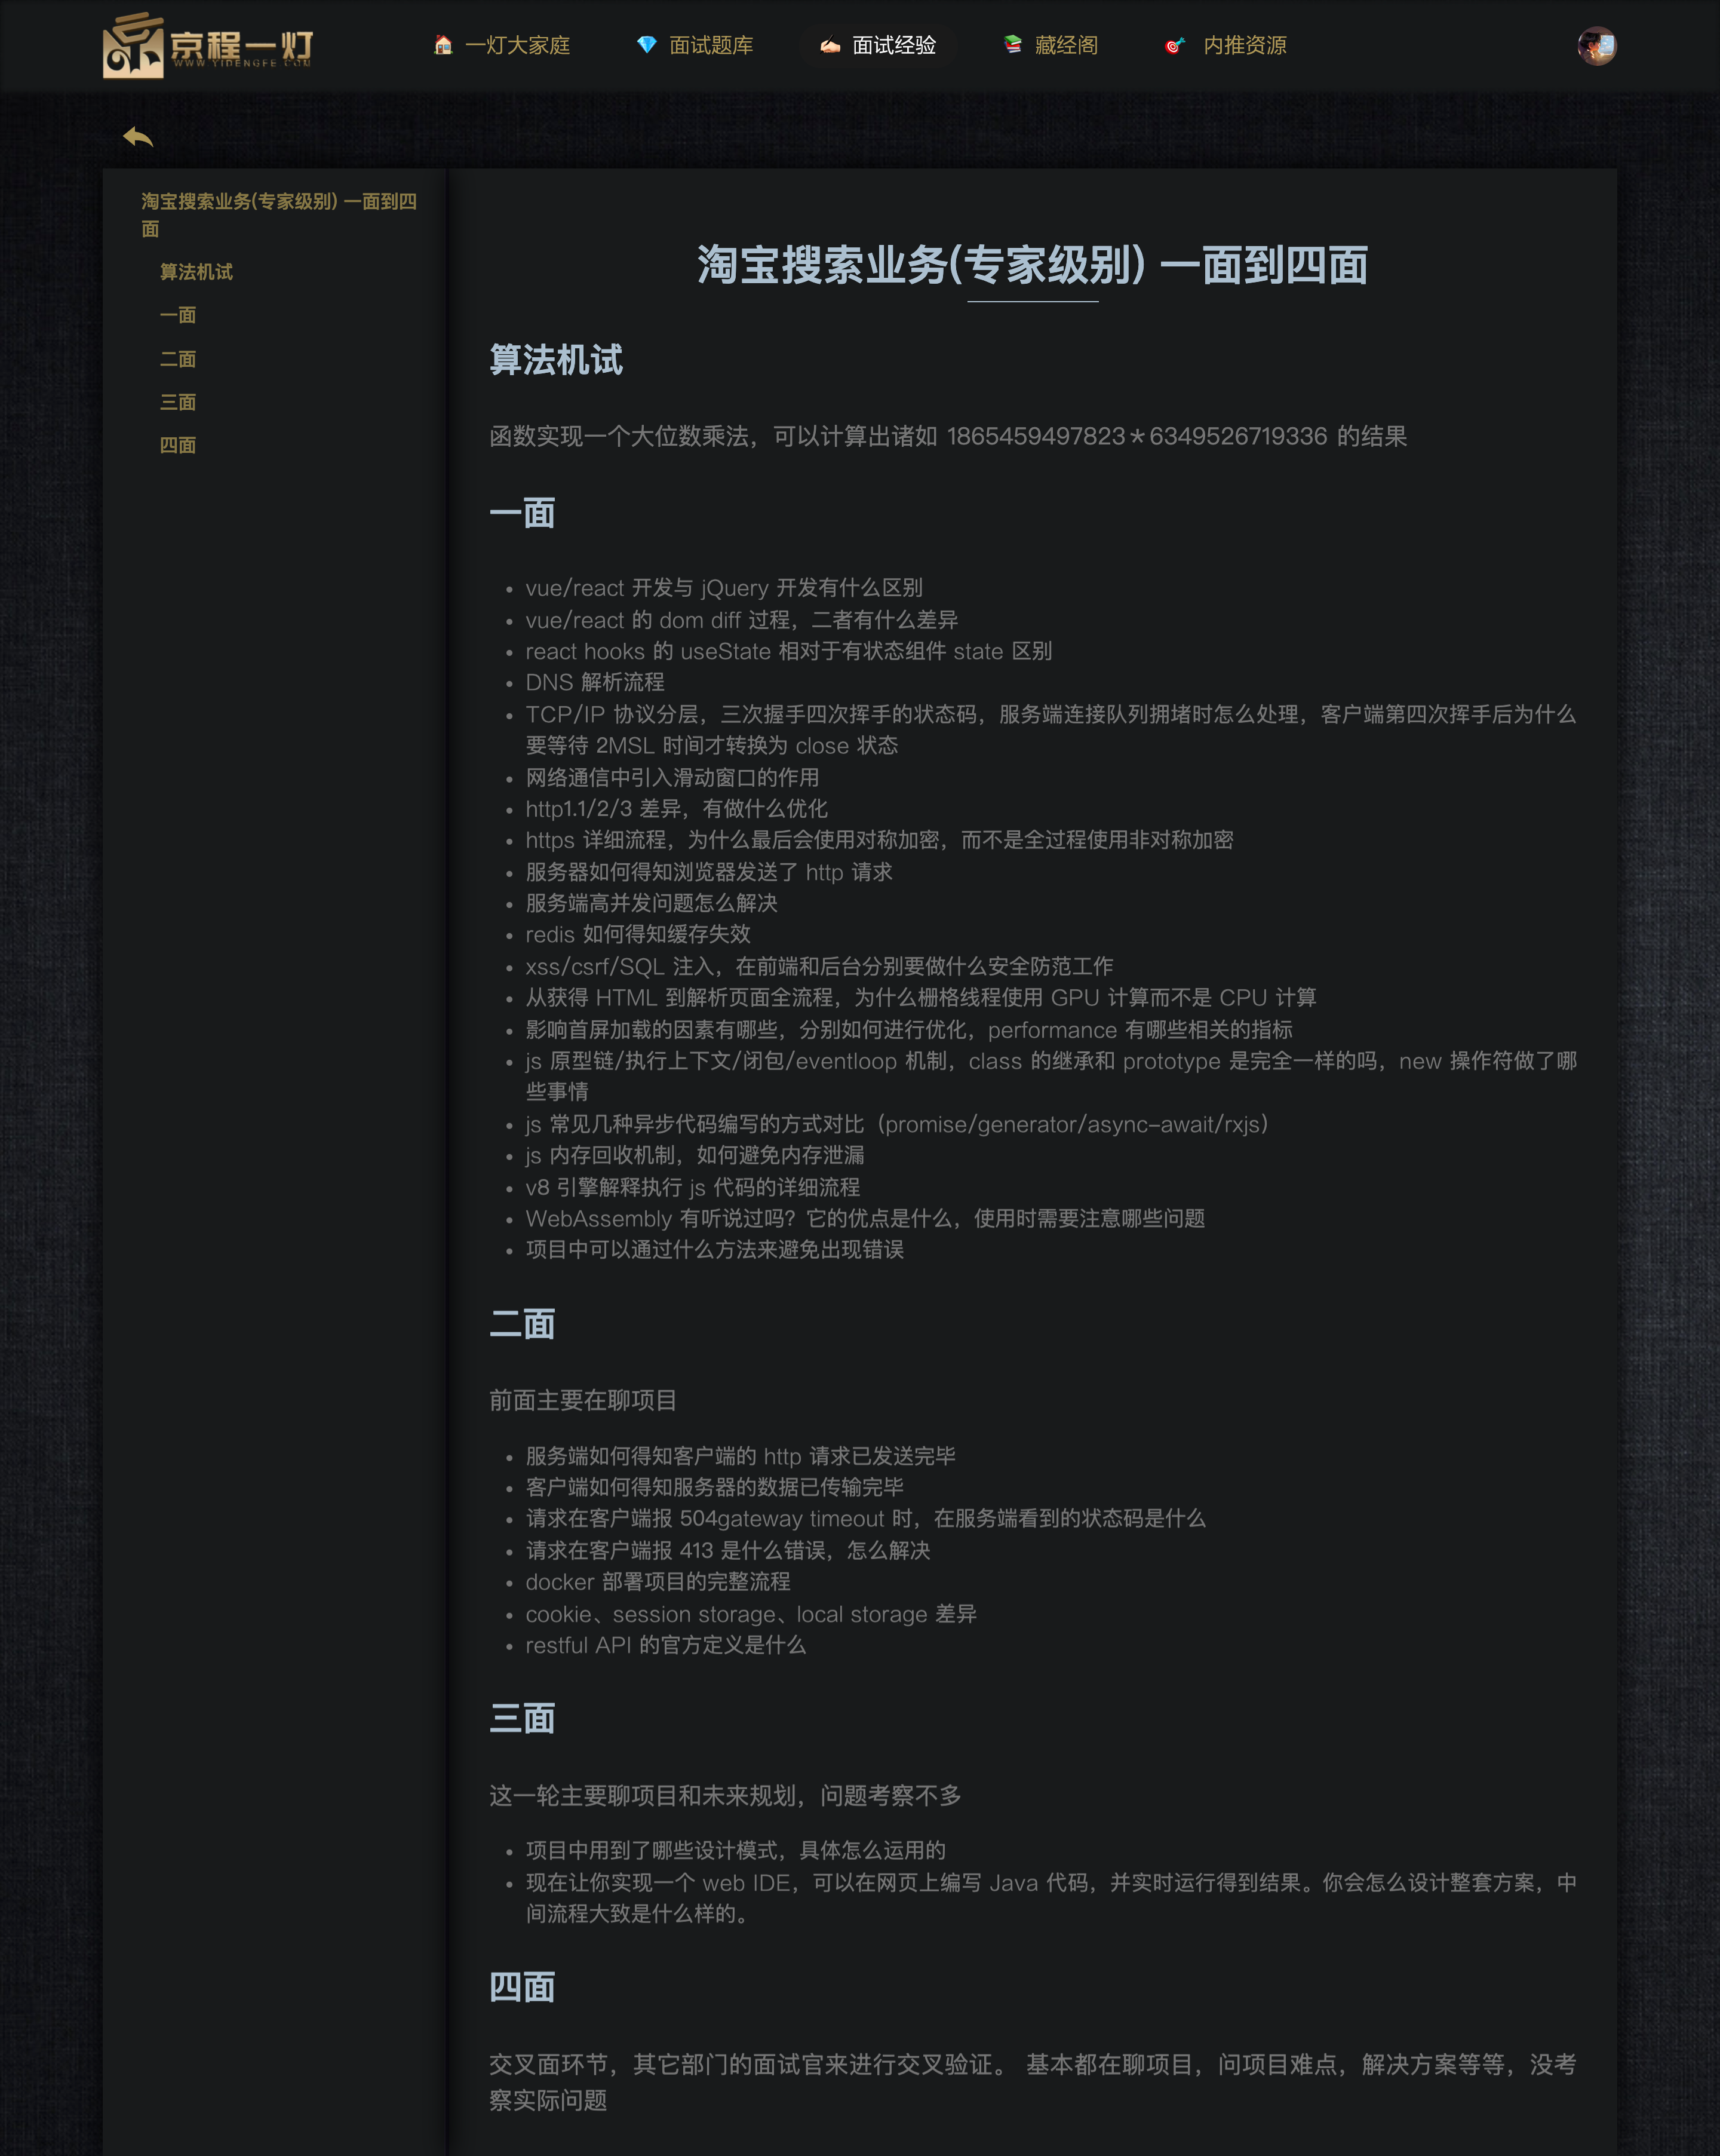 京程一灯
WWW.YIDENGFE.COM
一灯大家庭
面试题库
面试经验
藏经阁
内推资源
淘宝搜索业务(专家级别) 一面到四
面
算法机试
一面
二面
三面
四面
淘宝搜索业务(专家级别) 一面到四面
算法机试
函数实现一个大位数乘法，可以计算出诸如 18654594978​23*6349526719336 的结果
一面
• vue/react 开发与 jQuery 开发有什么区别
• vue/react 的 dom diff 过程，二者有什么差异
• react hooks 的 useState 相对于有状态组件 state 区别
• DNS 解析流程
• TCP/IP 协议分层，三次握手四次挥手的状态码，服务端连接队列拥堵时怎么处理，客户端第四次挥手后为什么
要等待 2MSL 时间才转换为 close 状态
• 网络通信中引入滑动窗口的作用
• http1.1/2/3 差异，有做什么优化
• https 详细流程，为什么最后会使用对称加密，而不是全过程使用非对称加密
• 服务器如何得知浏览器发送了 http 请求
• 服务端高并发问题怎么解决
• redis 如何得知缓存失效
• xss/csrf/SQL 注入，在前端和后台分别要做什么安全防范工作
• 从获得 HTML 到解析页面全流程，为什么栅格线程使用 GPU 计算而不是 CPU 计算
• 影响首屏加载的因素有哪些，分别如何进行优化，performance 有哪些相关的指标
• js 原型链/执行上下文/闭包/eventloop 机制，class 的继承和 prototype 是完全一样的吗，new 操作符做了哪
些事情
• js 常见几种异步代码编写的方式对比（promise/generator/async-await/rxjs）
• js 内存回收机制，如何避免内存泄漏
• v8 引擎解释执行 js 代码的详细流程
• WebAssembly 有听说过吗？它的优点是什么，使用时需要注意哪些问题
• 项目中可以通过什么方法来避免出现错误
二面
前面主要在聊项目
• 服务端如何得知客户端的 http 请求已发送完毕
• 客户端如何得知服务器的数据已传输完毕
• 请求在客户端报 504gateway timeout 时，在服务端看到的状态码是什么
• 请求在客户端报 413 是什么错误，怎么解决
• docker 部署项目的完整流程
• cookie、session storage、local storage 差异
• restful API 的官方定义是什么
三面
这一轮主要聊项目和未来规划，问题考察不多
• 项目中用到了哪些设计模式，具体怎么运用的
• 现在让你实现一个 web IDE，可以在网页上编写 Java 代码，并实时运行得到结果。你会怎么设计整套方案，中
间流程大致是什么样的。
四面
交叉面环节，其它部门的面试官来进行交叉验证。 基本都在聊项目，问项目难点，解决方案等等，没考
察实际问题